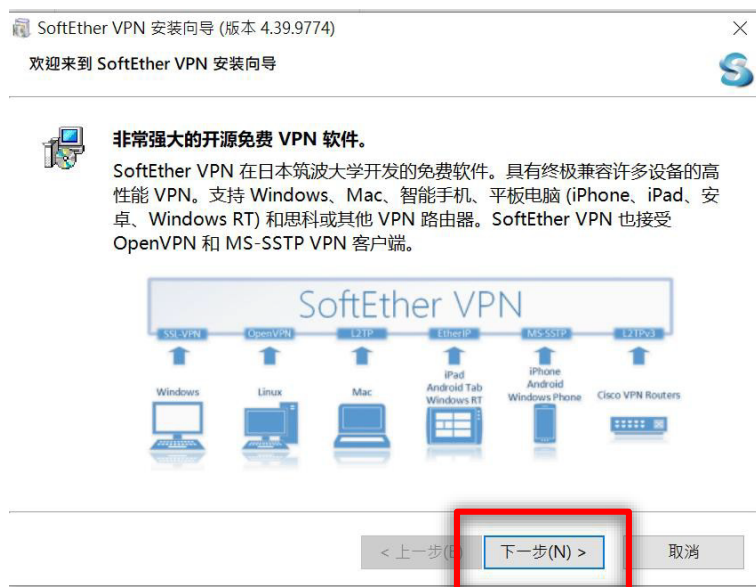 SoftEther VPN 安装向导 (版本 4.39.9774)
欢迎来到 SoftEther VPN 安装向导
非常强大的开源免费 VPN 软件。
SoftEther VPN 在日本筑波大学开发的免费软件。具有终极兼容许多设备的高
性能 VPN。支持 Windows、Mac、智能手机、平板电脑 (iPhone、iPad、安
卓、Windows RT) 和思科或其他 VPN 路由器。SoftEther VPN 也接受
OpenVPN 和 MS-SSTP VPN 客户端。
SoftEther VPN
SSL-VPN OpenVPN L2TP EtherIP MS-SSTP L2TPv3
Windows
Linux
Mac
iPad
Android Tab
Windows RT
iPhone
Android
Windows Phone
Cisco VPN Routers
< 上一步(B) 下一步(N) > 取消